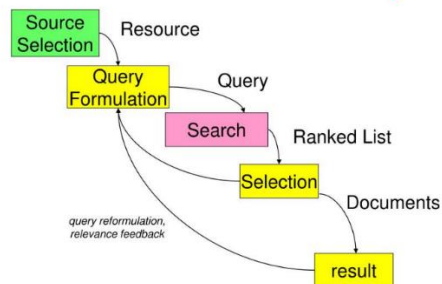 Source
Selection
Resource
Query
Formulation
Query
Search
Ranked List
Selection
Documents
query reformulation,
relevance feedback
result